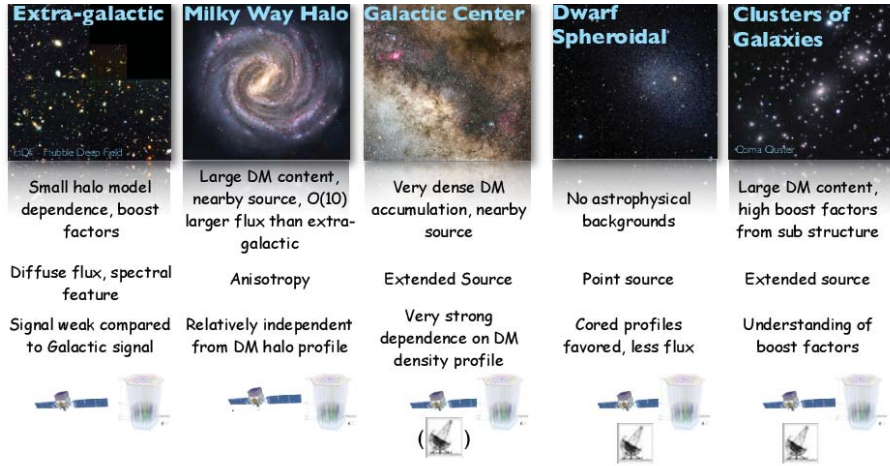 Extra-galactic
HDF - Hubble Deep Field
Small halo model
dependence, boost
factors
Diffuse flux, spectral
feature
Signal weak compared
to Galactic signal
Milky Way Halo
Large DM content,
nearby source, O(10)
larger flux than extra-
galactic
Anisotropy
Relatively independent
from DM halo profile
Galactic Center
Very dense DM
accumulation, nearby
source
Extended Source
Very strong
dependence on DM
density profile
( )
Dwarf
Spheroidal
No astrophysical
backgrounds
Point source
Cored profiles
favored, less flux
Clusters of
Galaxies
Coma Cluster
Large DM content,
high boost factors
from sub structure
Extended source
Understanding of
boost factors